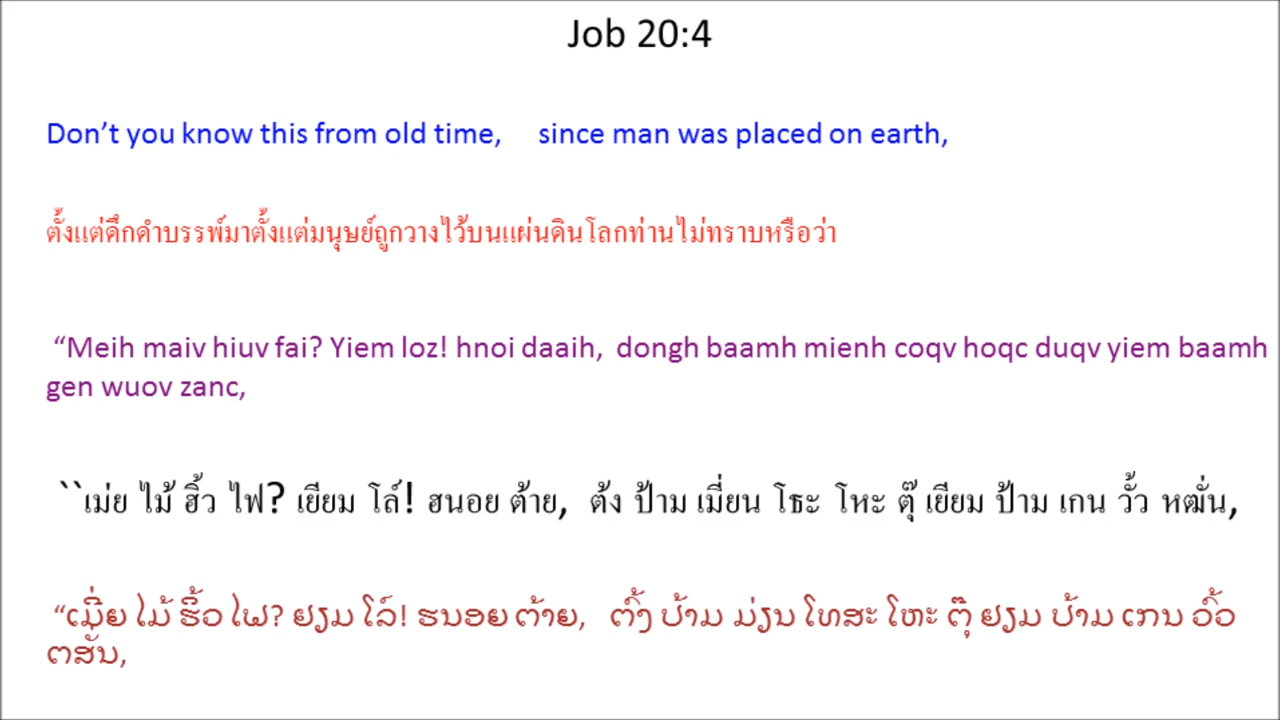 Job 20:4
Don’t you know this from old time, since man was placed on earth,
ตั้งแต่ดึกดำบรรพ์มาตั้งแต่มนุษย์ถูกวางไว้บนแผ่นดินโลกท่านไม่ทราบหรือว่า
“Meih maiv hiuv fai? Yiem loz! hnoi daaih, dongh baamh mienh coqv hoqc duqv yiem baamh
gen wuov zanc,
``เม่ย ไม้ ฮิ้ว ไฟ? เยียม โล์! ฮนอย ต้าย, ต้ง ป้าม เมี่ยน โธะ โหะ ตุ๊ เยียม ป้าม เกน วั้ว หฒั่น,
“ເມີ່ຍ ໄມ້ ຮິ້ວ ໄຟ? ຢຽມ ໂລ໌! ຮນອຍ ຕ້າຍ, ຕົ້ງ ປ້າມ ມ່ຽນ ໂທສະ ໂຫະ ຕຸ໊ ຢຽມ ປ້າມ ເກນ ວົ້ວ
ຕສັ່ນ,